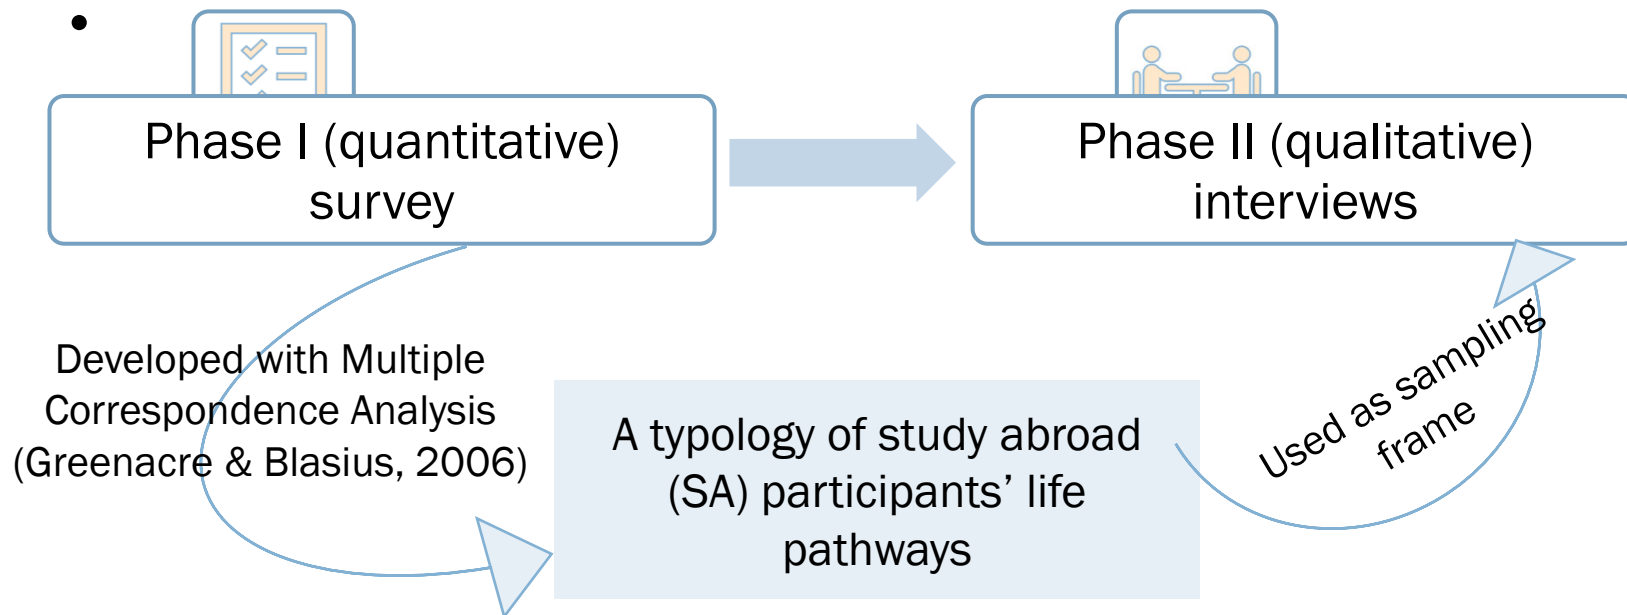 •
Phase I (quantitative)
survey
Phase II (qualitative)
interviews
Developed with Multiple
Correspondence Analysis
(Greenacre & Blasius, 2006)
A typology of study abroad
(SA) participants’ life
pathways
Used as sampling
frame